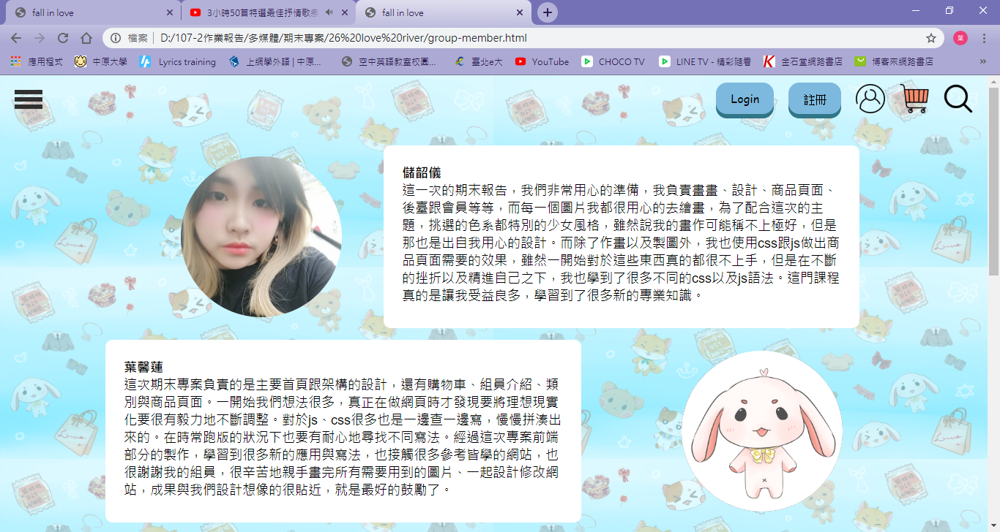 fall in love
3小時50首特選最佳抒情歌
fall in love
檔案
D:/107-2作業報告/多媒體/期末專案/26%20love%20river/group-member.html
葉
應用程式
中原大學
Lyrics training
上網學外語 | 中原...
空中英語教室校園...
臺北e大
YouTube
CHOCO TV
LINE TV - 精彩隨看
金石堂網路書店
博客來網路書店
Login
註冊
儲韶儀
這一次的期末報告，我們非常用心的準備，我負責畫畫、設計、商品頁面、
後臺跟會員等等，而每一個圖片我都很用心的去繪畫，為了配合這次的主
題，挑選的色系都特別的少女風格，雖然說我的畫作可能稱不上極好，但是
那也是出自我用心的設計。而除了作畫以及製圖外，我也使用css跟js做出商
品頁面需要的效果，雖然一開始對於這些東西真的都很不上手，但是在不斷
的挫折以及精進自己之下，我也學到了很多不同的css以及js語法。這門課程
真的是讓我受益良多，學習到了很多新的專業知識。
葉馨蓮
這次期末專案負責的是主要首頁跟架構的設計，還有購物車、組員介紹、類
別與商品頁面。一開始我們想法很多，真正在做網頁時才發現要將理想現實
化要很有毅力地不斷調整。對於js、css很多也是一邊查一邊寫，慢慢拼湊出
來的。在時常跑版的狀況下也要有耐心地尋找不同寫法。經過這次專案前端
部分的製作，學習到很多新的應用與寫法，也接觸很多參考皆學的網站，也
很謝謝我的組員，很辛苦地親手畫完所有需要用到的圖片、一起設計修改網
站，成果與我們設計想像的很貼近，就是最好的鼓勵了。